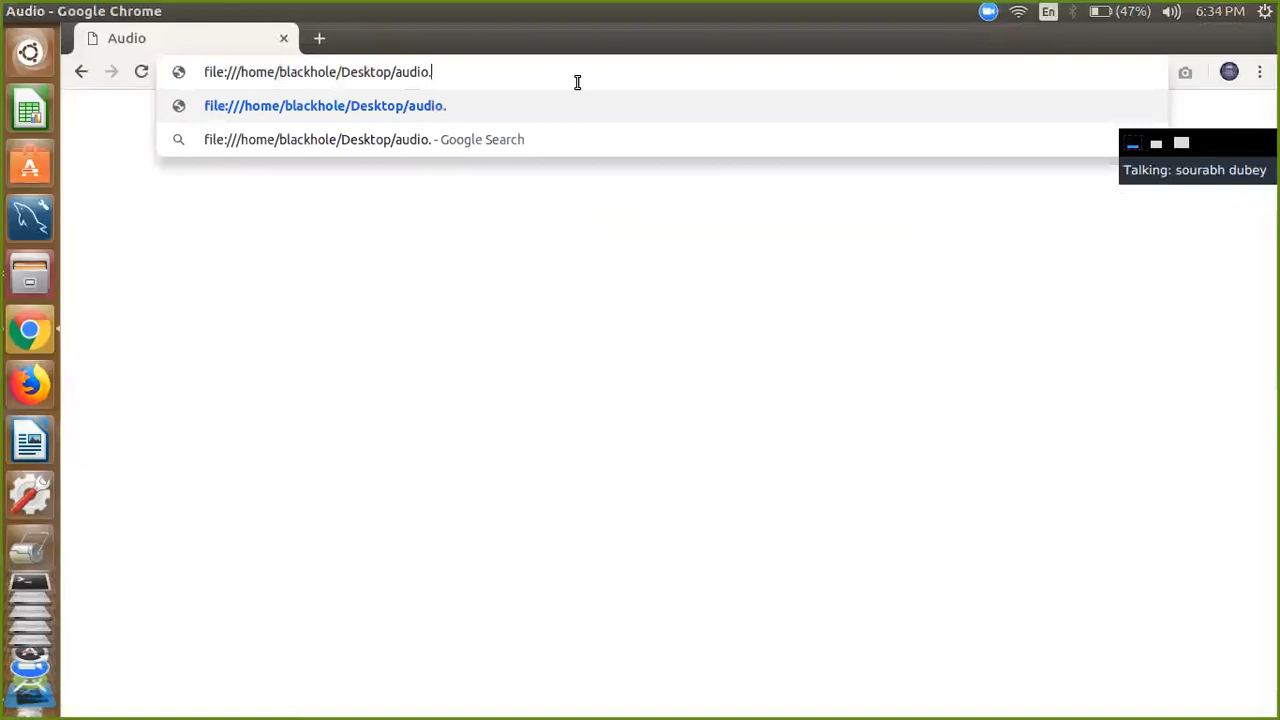 Audio - Google Chrome
En
(47%)
6:34 PM
Audio
file:///home/blackhole/Desktop/audio.
file:///home/blackhole/Desktop/audio.
file:///home/blackhole/Desktop/audio. - Google Search
Talking: sourabh dubey